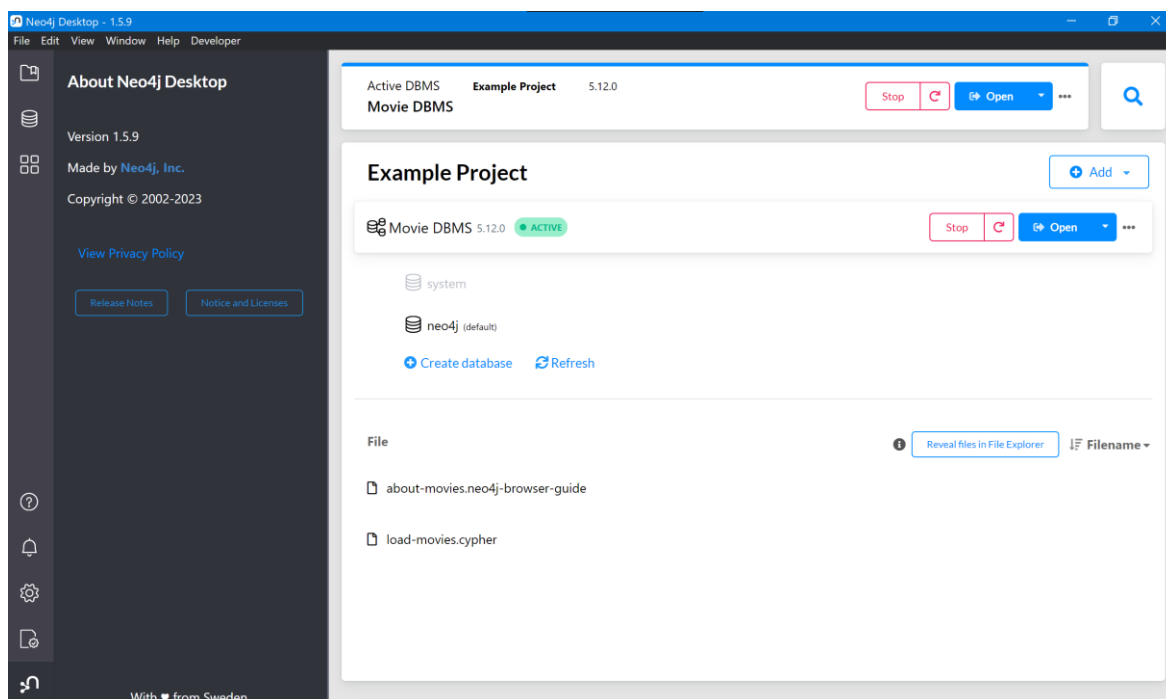 Neo4j Desktop - 1.5.9
File Edit View Window Help Developer
About Neo4j Desktop
Version 1.5.9
Made by Neo4j, Inc.
Copyright © 2002-2023
View Privacy Policy
Release Notes Notice and Licenses
With ♥ from Sweden
Active DBMS Example Project 5.12.0
Movie DBMS
Stop Open
Example Project
Add
Movie DBMS 5.12.0 ACTIVE
Stop Open
system
neo4j (default)
Create database Refresh
File
Reveal files in File Explorer Filename
about-movies.neo4j-browser-guide
load-movies.cypher